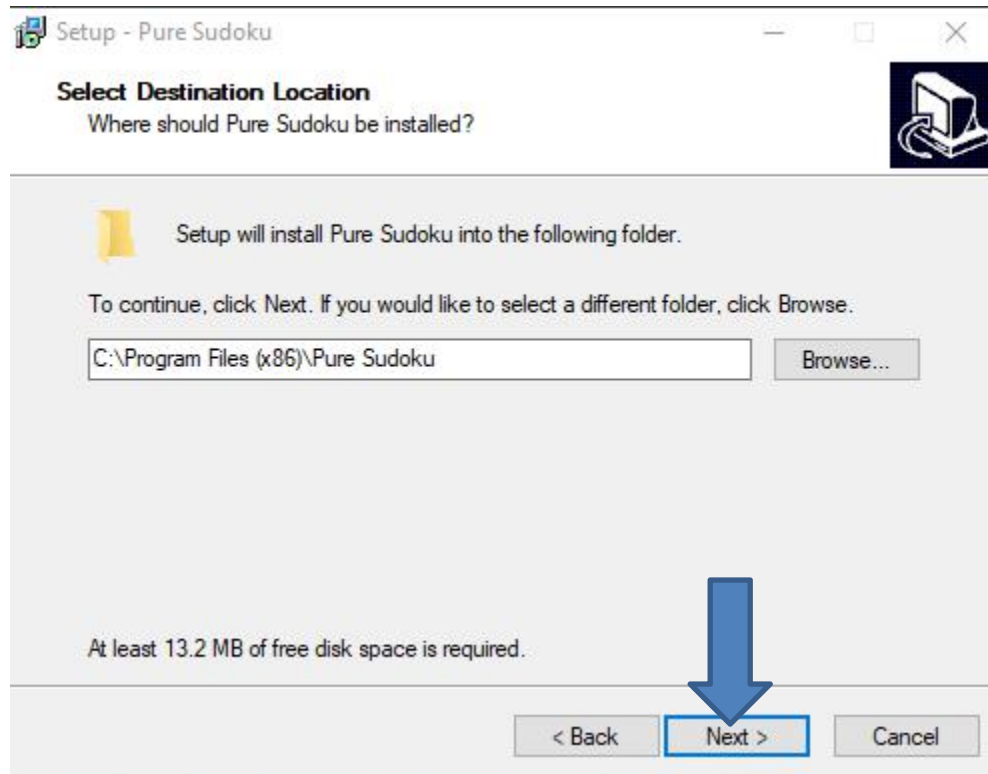 Setup - Pure Sudoku
Select Destination Location
Where should Pure Sudoku be installed?
Setup will install Pure Sudoku into the following folder.
To continue, click Next. If you would like to select a different folder, click Browse.
C:\Program Files (x86)\Pure Sudoku
Browse...
At least 13.2 MB of free disk space is required.
< Back
Next >
Cancel